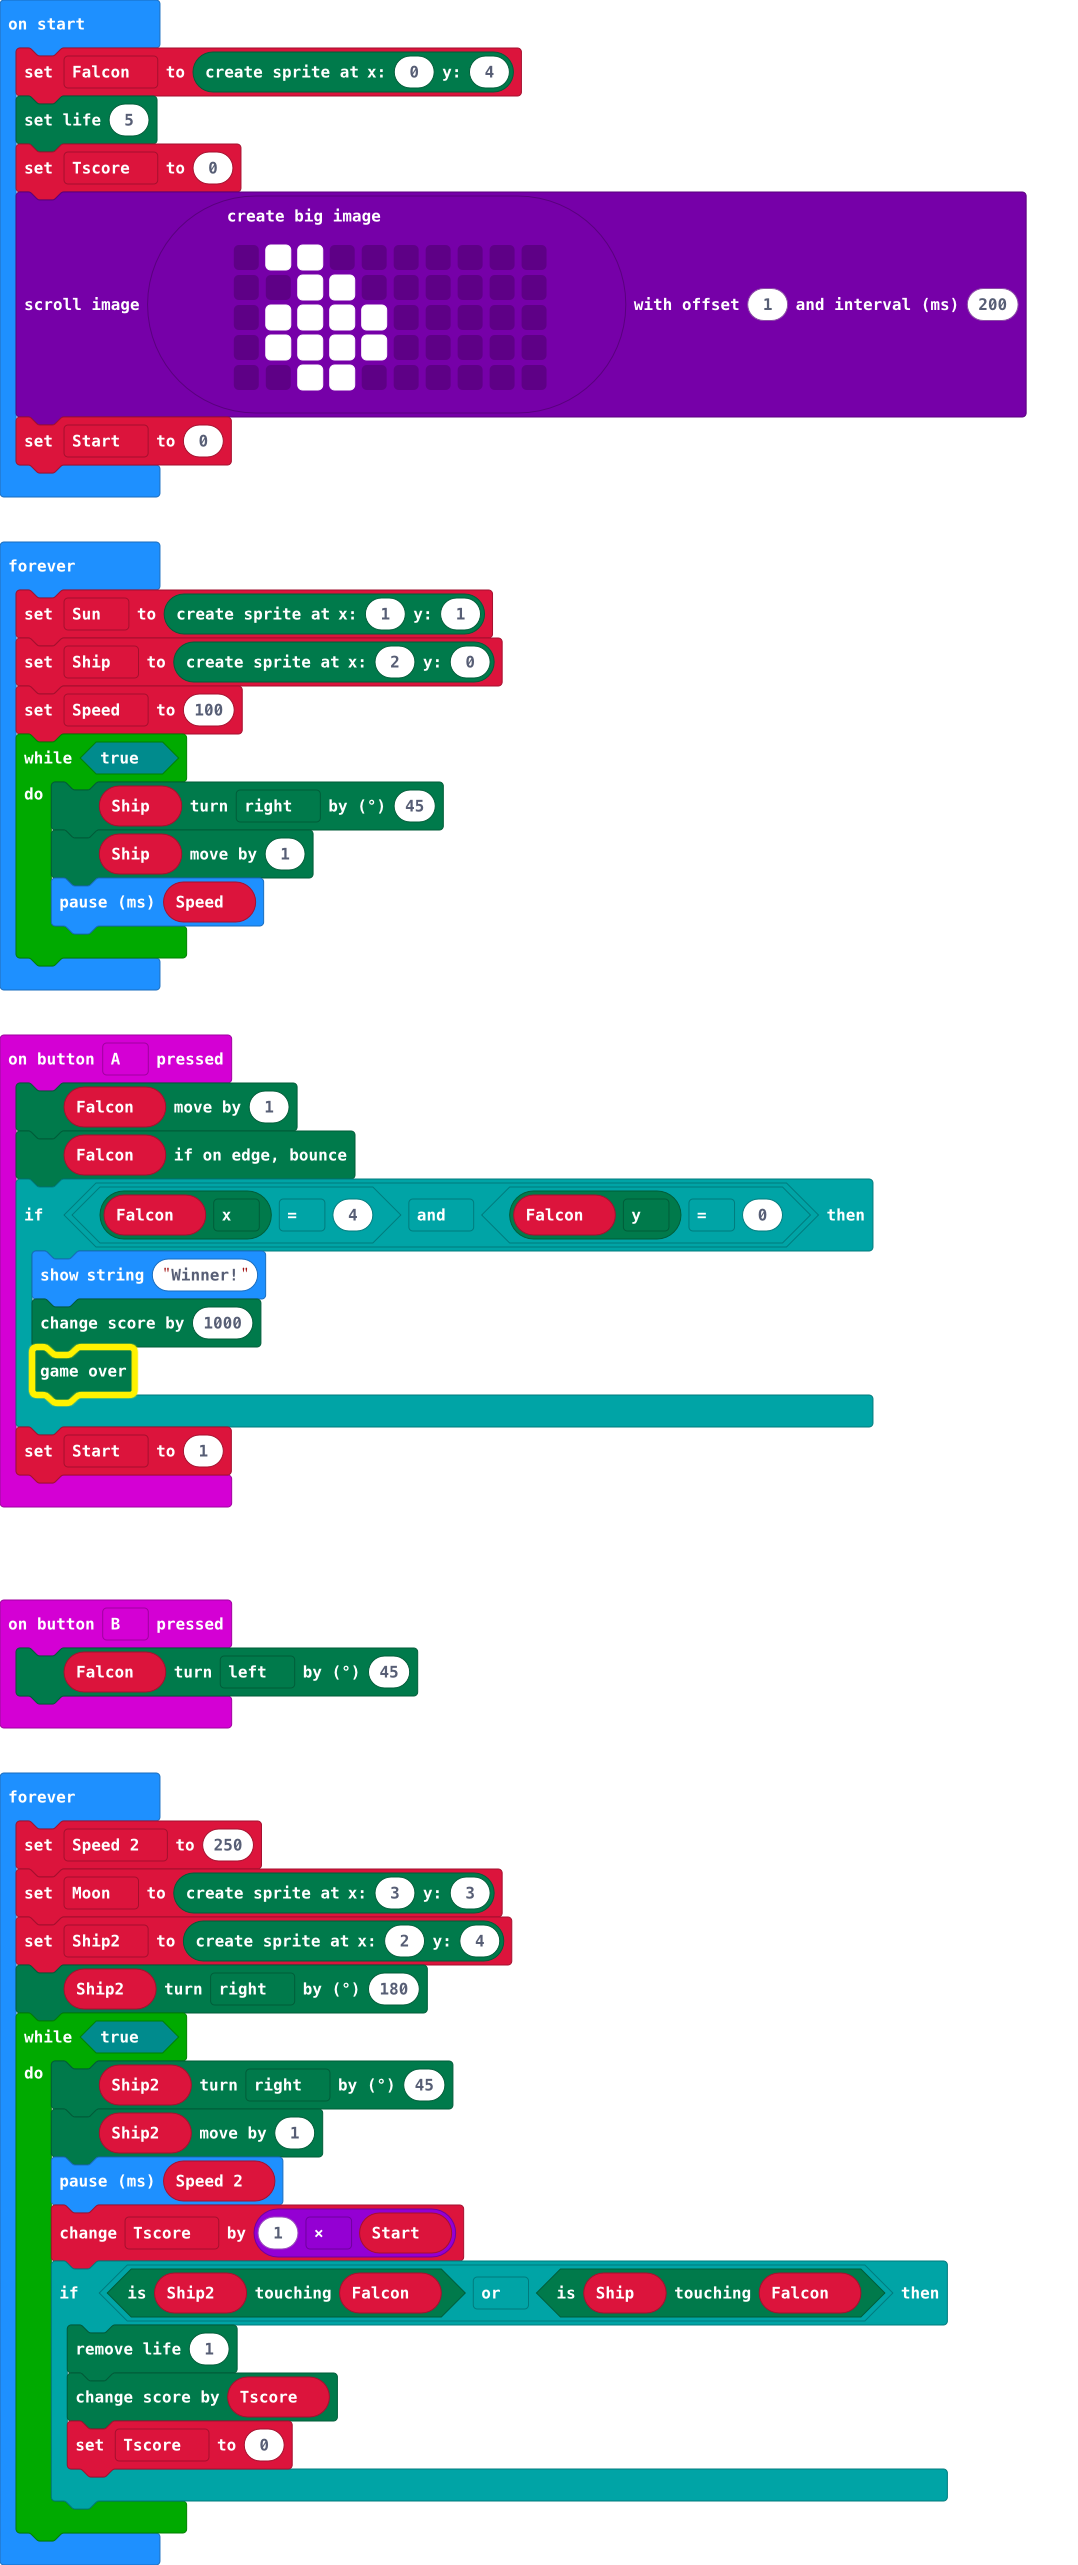 on start
set Falcon to create sprite at x: 0 y: 4
set life 5
set Tscore to 0
create big image
scroll image with offset 1 and interval (ms) 200
set Start to 0
forever
set Sun to create sprite at x: 1 y: 1
set Ship to create sprite at x: 2 y: 0
set Speed to 100
while true
do
Ship turn right by (°) 45
Ship move by 1
pause (ms) Speed
on button A pressed
Falcon move by 1
Falcon if on edge, bounce
if Falcon x = 4 and Falcon y = 0 then
show string "Winner!"
change score by 1000
game over
set Start to 1
on button B pressed
Falcon turn left by (°) 45
forever
set Speed 2 to 250
set Moon to create sprite at x: 3 y: 3
set Ship2 to create sprite at x: 2 y: 4
Ship2 turn right by (°) 180
while true
do
Ship2 turn right by (°) 45
Ship2 move by 1
pause (ms) Speed 2
change Tscore by 1 × Start
if is Ship2 touching Falcon or is Ship touching Falcon then
remove life 1
change score by Tscore
set Tscore to 0